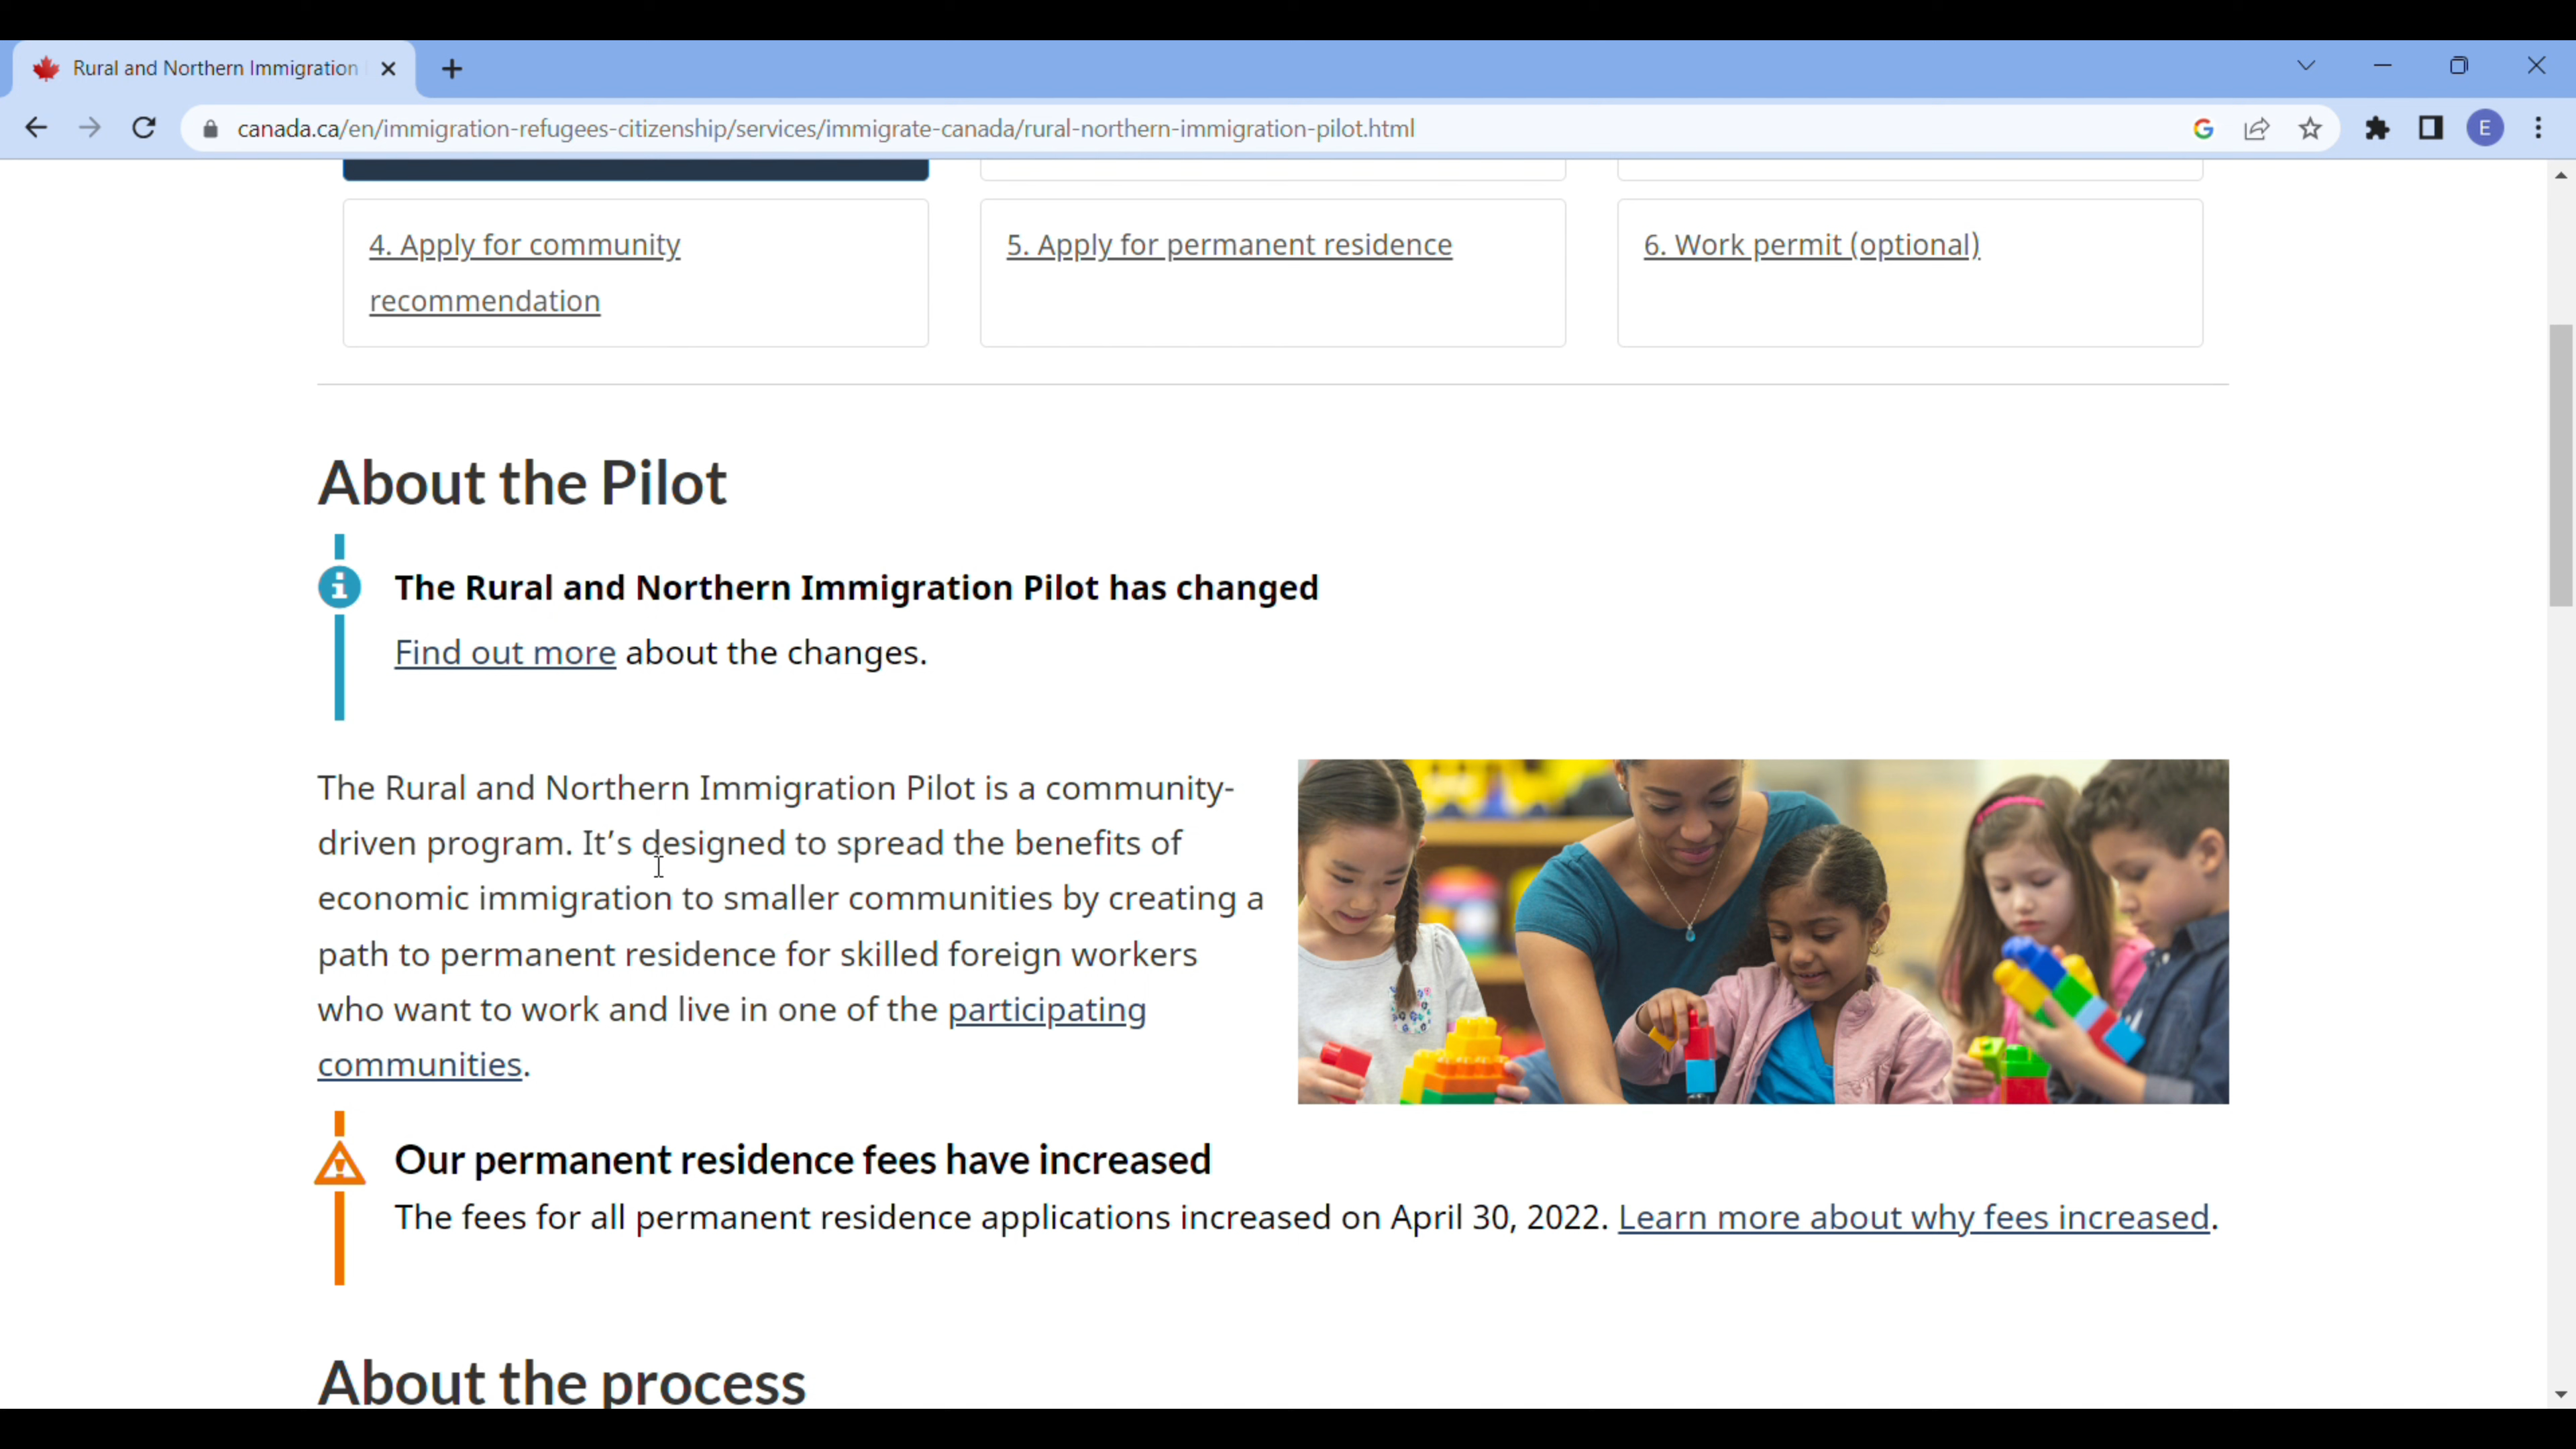 Rural and Northern Immigration
canada.ca/en/immigration-refugees-citizenship/services/immigrate-canada/rural-northern-immigration-pilot.html
E
4. Apply for community
recommendation
5. Apply for permanent residence
6. Work permit (optional)
About the Pilot
The Rural and Northern Immigration Pilot has changed
Find out more about the changes.
The Rural and Northern Immigration Pilot is a community-
driven program. It’s designed to spread the benefits of
economic immigration to smaller communities by creating a
path to permanent residence for skilled foreign workers
who want to work and live in one of the participating
communities.
Our permanent residence fees have increased
The fees for all permanent residence applications increased on April 30, 2022. Learn more about why fees increased.
About the process